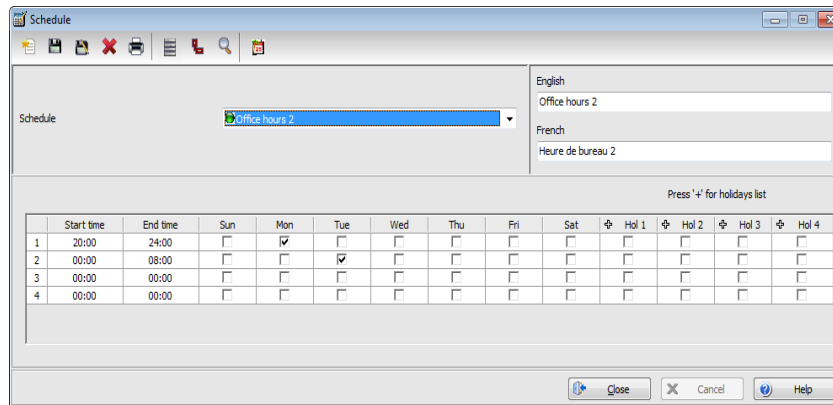 Schedule
English
Office hours 2
Schedule Office hours 2
French
Heure de bureau 2
Press '+' for holidays list
Start time End time Sun Mon Tue Wed Thu Fri Sat Hol 1 Hol 2 Hol 3 Hol 4
1 20:00 24:00
2 00:00 08:00
3 00:00 00:00
4 00:00 00:00
Close Cancel Help